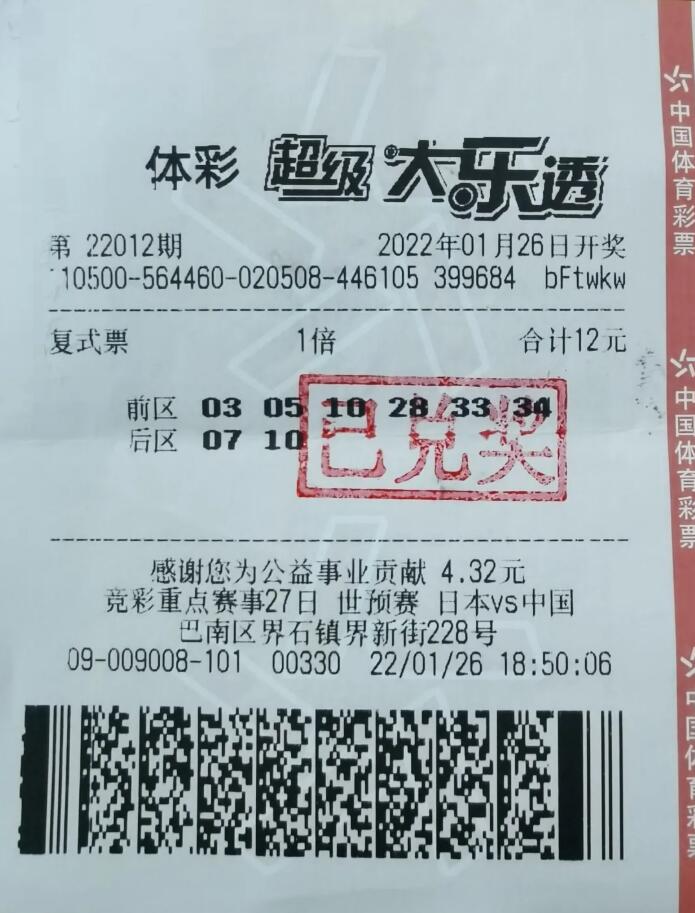 体彩 超级大乐透
第 22012期 2022年01月26日开奖
110500-564460-020508-446105 399684 bFtwkw
复式票 1倍 合计12元
前区 03 05 10 28 33 34
后区 07 10
已兑奖
感谢您为公益事业贡献 4.32元
竞彩重点赛事27日 世预赛 日本vs中国
巴南区界石镇界新街228号
09-009008-101 00330 22/01/26 18:50:06
中国体育彩票
中国体育彩票
中国体育彩票